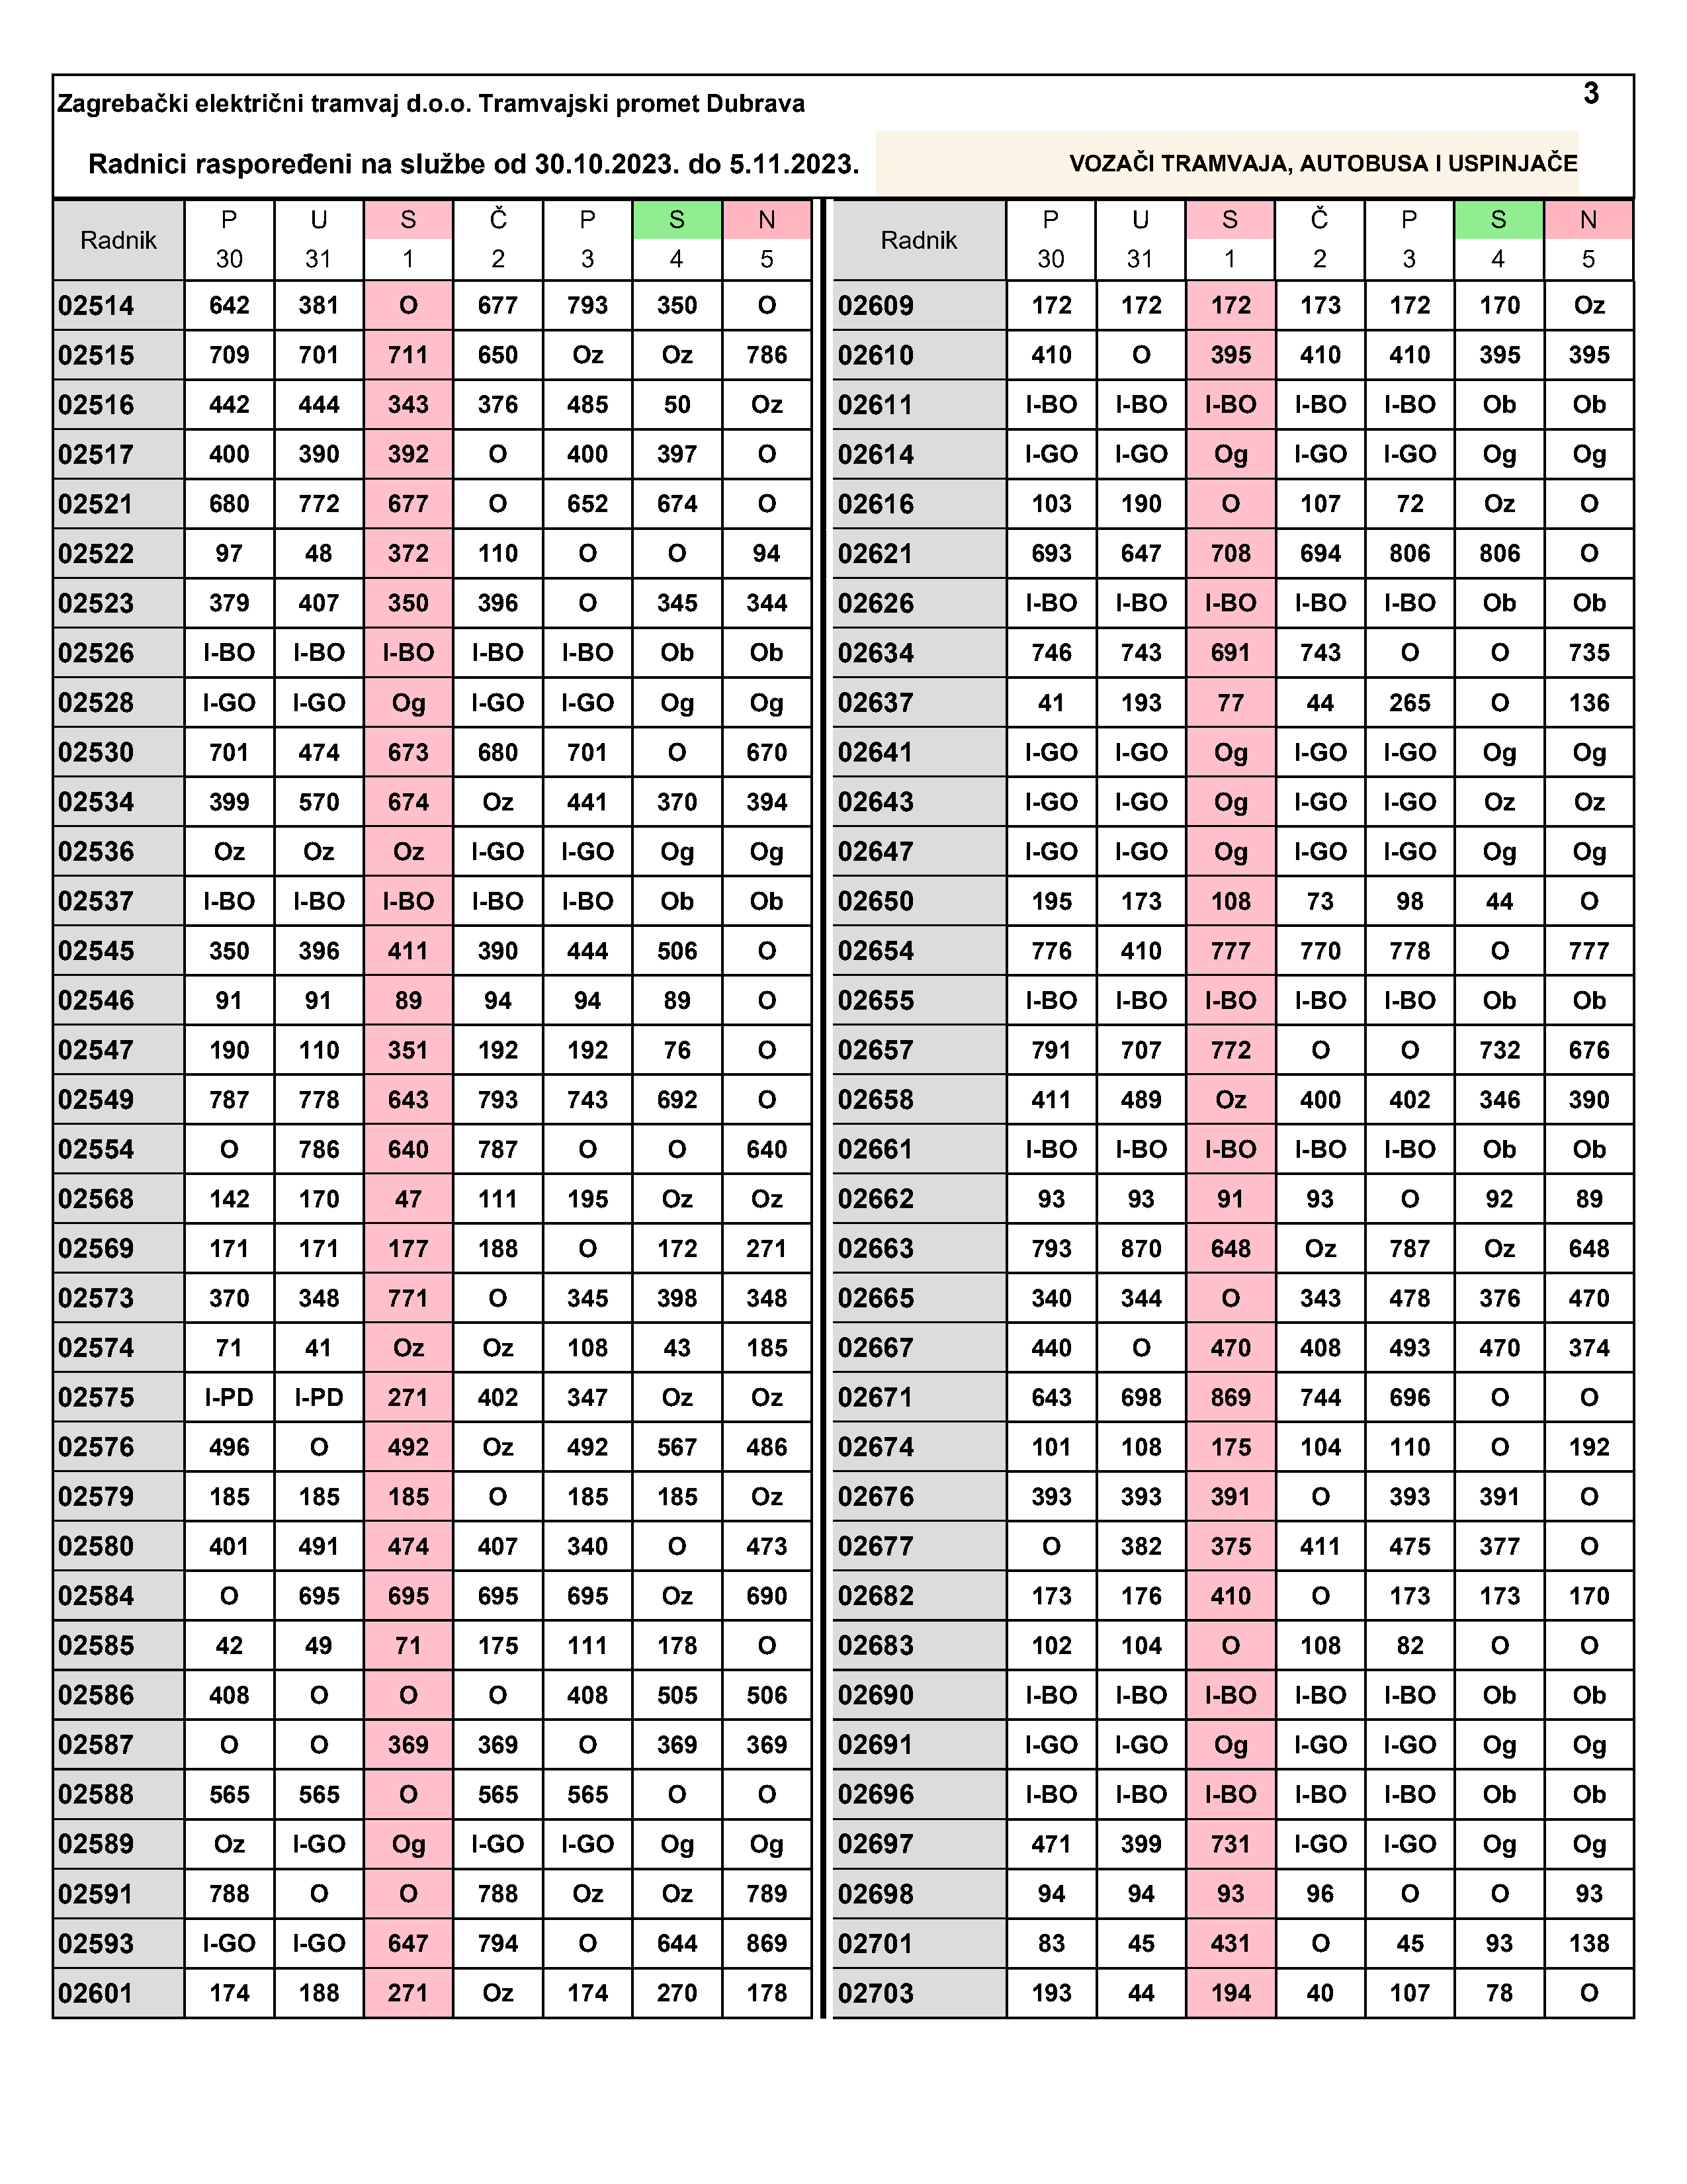 3
Zagrebački električni tramvaj d.o.o. Tramvajski promet Dubrava
Radnici raspoređeni na službe od 30.10.2023. do 5.11.2023. VOZAČI TRAMVAJA, AUTOBUSA I USPINJAČE
Radnik P U S Č P S N Radnik P U S Č P S N
30 31 1 2 3 4 5 30 31 1 2 3 4 5
02514 642 381 O 677 793 350 O 02609 172 172 172 173 172 170 Oz
02515 709 701 711 650 Oz Oz 786 02610 410 O 395 410 410 395 395
02516 442 444 343 376 485 50 Oz 02611 I-BO I-BO I-BO I-BO I-BO Ob Ob
02517 400 390 392 O 400 397 O 02614 I-GO I-GO Og I-GO I-GO Og Og
02521 680 772 677 O 652 674 O 02616 103 190 O 107 72 Oz O
02522 97 48 372 110 O O 94 02621 693 647 708 694 806 806 O
02523 379 407 350 396 O 345 344 02626 I-BO I-BO I-BO I-BO I-BO Ob Ob
02526 I-BO I-BO I-BO I-BO I-BO Ob Ob 02634 746 743 691 743 O O 735
02528 I-GO I-GO Og I-GO I-GO Og Og 02637 41 193 77 44 265 O 136
02530 701 474 673 680 701 O 670 02641 I-GO I-GO Og I-GO I-GO Og Og
02534 399 570 674 Oz 441 370 394 02643 I-GO I-GO Og I-GO I-GO Oz Oz
02536 Oz Oz Oz I-GO I-GO Og Og 02647 I-GO I-GO Og I-GO I-GO Og Og
02537 I-BO I-BO I-BO I-BO I-BO Ob Ob 02650 195 173 108 73 98 44 O
02545 350 396 411 390 444 506 O 02654 776 410 777 770 778 O 777
02546 91 91 89 94 94 89 O 02655 I-BO I-BO I-BO I-BO I-BO Ob Ob
02547 190 110 351 192 192 76 O 02657 791 707 772 O O 732 676
02549 787 778 643 793 743 692 O 02658 411 489 Oz 400 402 346 390
02554 O 786 640 787 O O 640 02661 I-BO I-BO I-BO I-BO I-BO Ob Ob
02568 142 170 47 111 195 Oz Oz 02662 93 93 91 93 O 92 89
02569 171 171 177 188 O 172 271 02663 793 870 648 Oz 787 Oz 648
02573 370 348 771 O 345 398 348 02665 340 344 O 343 478 376 470
02574 71 41 Oz Oz 108 43 185 02667 440 O 470 408 493 470 374
02575 I-PD I-PD 271 402 347 Oz Oz 02671 643 698 869 744 696 O O
02576 496 O 492 Oz 492 567 486 02674 101 108 175 104 110 O 192
02579 185 185 185 O 185 185 Oz 02676 393 393 391 O 393 391 O
02580 401 491 474 407 340 O 473 02677 O 382 375 411 475 377 O
02584 O 695 695 695 695 Oz 690 02682 173 176 410 O 173 173 170
02585 42 49 71 175 111 178 O 02683 102 104 O 108 82 O O
02586 408 O O O 408 505 506 02690 I-BO I-BO I-BO I-BO I-BO Ob Ob
02587 O O 369 369 O 369 369 02691 I-GO I-GO Og I-GO I-GO Og Og
02588 565 565 O 565 565 O O 02696 I-BO I-BO I-BO I-BO I-BO Ob Ob
02589 Oz I-GO Og I-GO I-GO Og Og 02697 471 399 731 I-GO I-GO Og Og
02591 788 O O 788 Oz Oz 789 02698 94 94 93 96 O O 93
02593 I-GO I-GO 647 794 O 644 869 02701 83 45 431 O 45 93 138
02601 174 188 271 Oz 174 270 178 02703 193 44 194 40 107 78 O